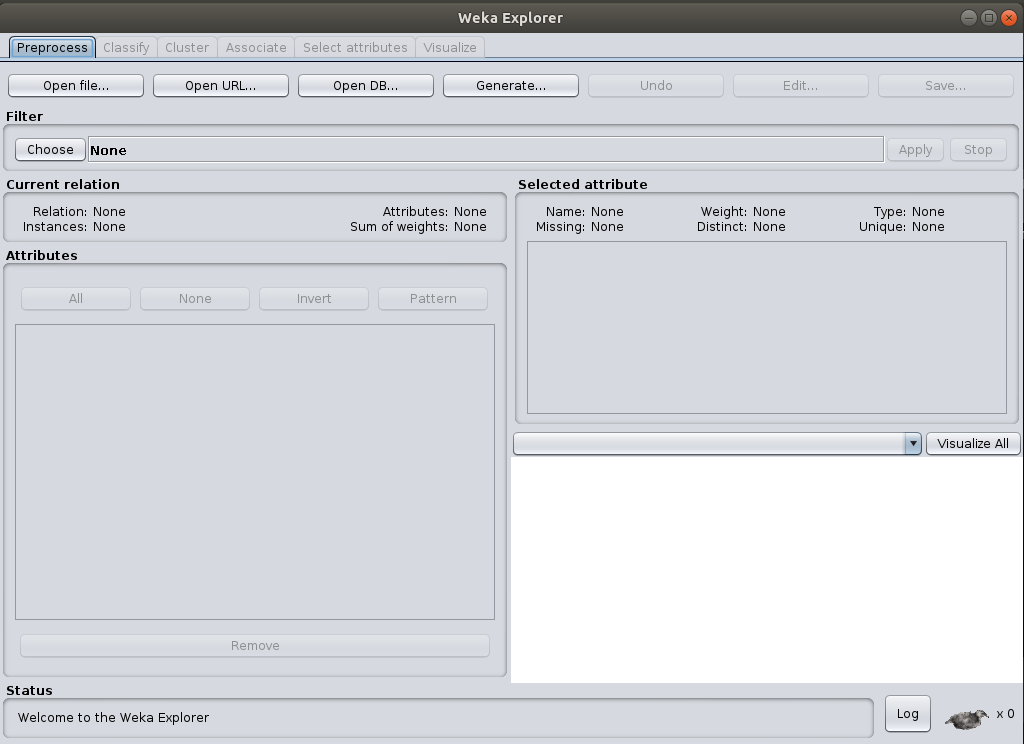 Weka Explorer
Preprocess Classify Cluster Associate Select attributes Visualize
Open file... Open URL... Open DB... Generate... Undo Edit... Save...
Filter
Choose None Apply Stop
Current relation
Relation: None Attributes: None
Instances: None Sum of weights: None
Selected attribute
Name: None Weight: None Type: None
Missing: None Distinct: None Unique: None
Attributes
All None Invert Pattern
Remove
Visualize All
Status
Welcome to the Weka Explorer
Log x 0